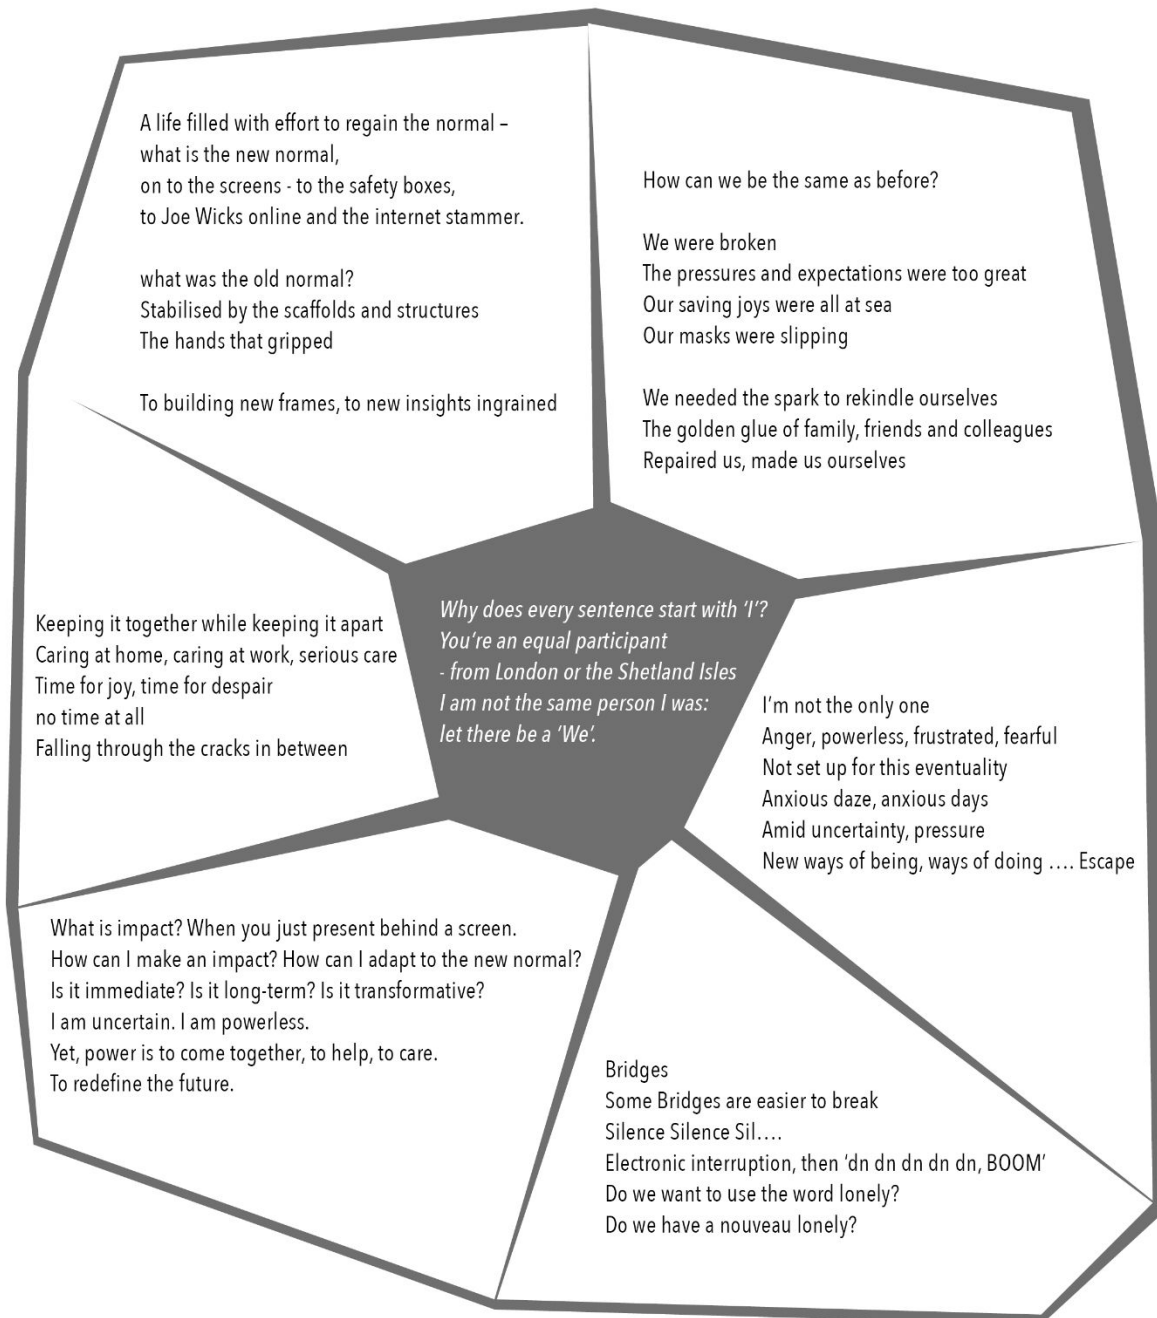 A life filled with effort to regain the normal –
what is the new normal,
on to the screens - to the safety boxes,
to Joe Wicks online and the internet stammer.
what was the old normal?
Stabilised by the scaffolds and structures
The hands that gripped
To building new frames, to new insights ingrained
How can we be the same as before?
We were broken
The pressures and expectations were too great
Our saving joys were all at sea
Our masks were slipping
We needed the spark to rekindle ourselves
The golden glue of family, friends and colleagues
Repaired us, made us ourselves
Keeping it together while keeping it apart
Caring at home, caring at work, serious care
Time for joy, time for despair
no time at all
Falling through the cracks in between
Why does every sentence start with ‘I’?
You’re an equal participant
- from London or the Shetland Isles
I am not the same person I was:
let there be a ‘We’.
I’m not the only one
Anger, powerless, frustrated, fearful
Not set up for this eventuality
Anxious daze, anxious days
Amid uncertainty, pressure
New ways of being, ways of doing .... Escape
What is impact? When you just present behind a screen.
How can I make an impact? How can I adapt to the new normal?
Is it immediate? Is it long-term? Is it transformative?
I am uncertain. I am powerless.
Yet, power is to come together, to help, to care.
To redefine the future.
Bridges
Some Bridges are easier to break
Silence Silence Sil....
Electronic interruption, then ‘dn dn dn dn dn, BOOM’
Do we want to use the word lonely?
Do we have a nouveau lonely?